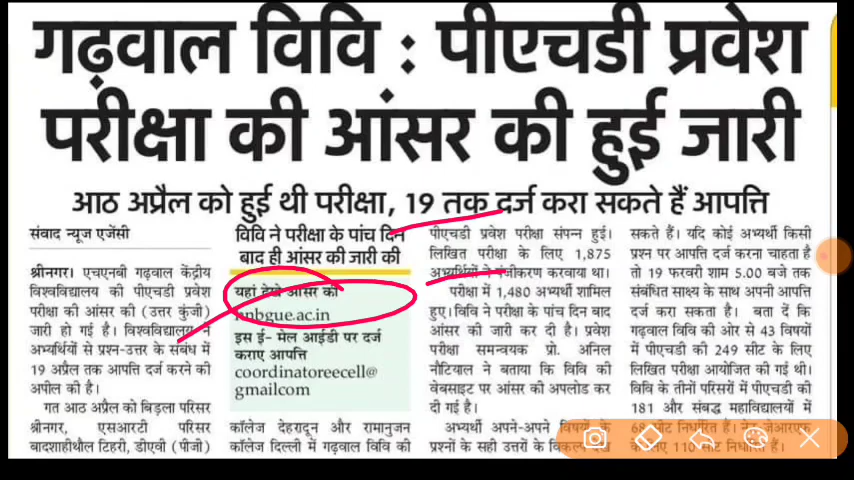 गढ़वाल विवि : पीएचडी प्रवेश
परीक्षा की आंसर की हुई जारी
आठ अप्रैल को हुई थी परीक्षा, 19 तक दर्ज करा सकते हैं आपत्ति
संवाद न्यूज एजेंसी
श्रीनगर। एचएनबी गढ़वाल केंद्रीय
विश्वविद्यालय की पीएचडी प्रवेश
परीक्षा की आंसर की (उत्तर कुंजी)
जारी हो गई है। विश्वविद्यालय ने
अभ्यर्थियों से प्रश्न-उत्तर के संबंध में
19 अप्रैल तक आपत्ति दर्ज करने की
अपील की है।
गत आठ अप्रैल को बिड़ला परिसर
श्रीनगर, एसआरटी परिसर
बादशाहीथौल टिहरी, डीएवी (पीजी)
विवि ने परीक्षा के पांच दिन
बाद ही आंसर की जारी की
यहां देखें आंसर की
hnbgue.ac.in
इस ई- मेल आईडी पर दर्ज
कराए आपत्ति
coordinatoreecell@
gmailcom
कॉलेज देहरादून और रामानुजन
कॉलेज दिल्ली में गढ़वाल विवि की
पीएचडी प्रवेश परीक्षा संपन्न हुई।
लिखित परीक्षा के लिए 1,875
अभ्यर्थियों ने पंजीकरण करवाया था।
परीक्षा में 1,480 अभ्यर्थी शामिल
हुए। विवि ने परीक्षा के पांच दिन बाद
आंसर की जारी कर दी है। प्रवेश
परीक्षा समन्वयक प्रो. अनिल
नौटियाल ने बताया कि विवि की
वेबसाइट पर आंसर की अपलोड कर
दी गई है।
अभ्यर्थी अपने-अपने विषयों के
प्रश्नों के सही उत्तरों के विकल्प देख
सकते हैं। यदि कोई अभ्यर्थी किसी
प्रश्न पर आपत्ति दर्ज करना चाहता है
तो 19 फरवरी शाम 5.00 बजे तक
संबंधित साक्ष्य के साथ अपनी आपत्ति
दर्ज करा सकता है। बता दें कि
गढ़वाल विवि की ओर से 43 विषयों
में पीएचडी की 249 सीट के लिए
लिखित परीक्षा आयोजित की गई थी।
विवि के तीनों परिसरों में पीएचडी की
181 और संबद्ध महाविद्यालयों में
68 सीट निर्धारित हैं। नेट जेआरएफ
के लिए 110 सीट निर्धारित हैं।